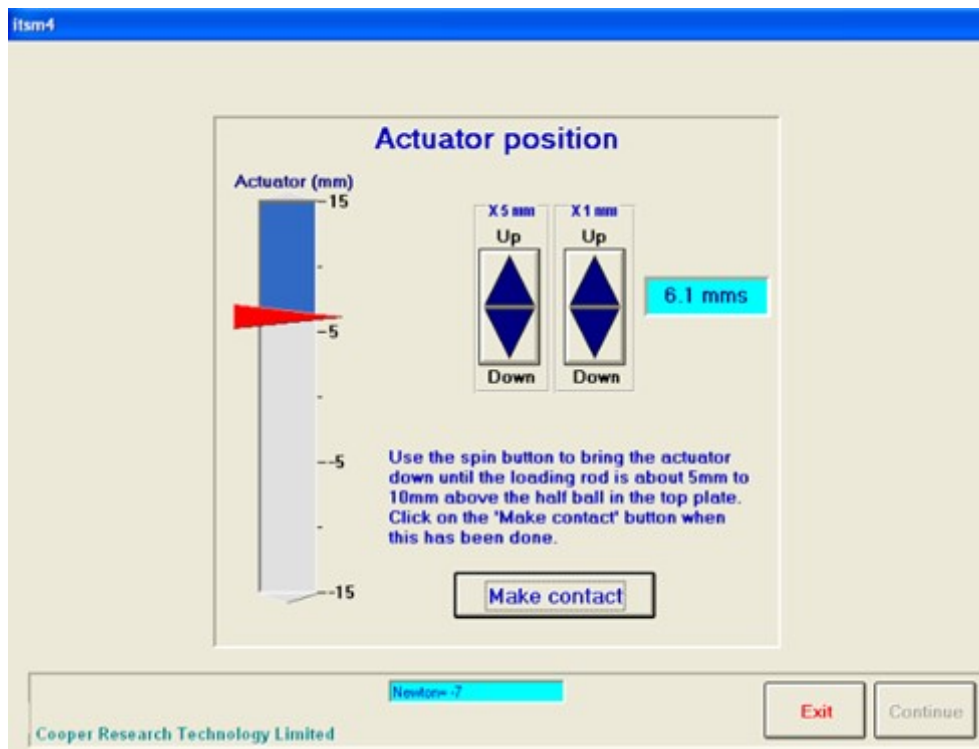 itsm4
Actuator position
Actuator (mm)
-15
-5
--5
--15
X 5 mm
Up
Down
X 1 mm
Up
Down
6.1 mms
Use the spin button to bring the actuator
down until the loading rod is about 5mm to
10mm above the half ball in the top plate.
Click on the 'Make contact' button when
this has been done.
Make contact
Newton= -7
Exit
Continue
Cooper Research Technology Limited